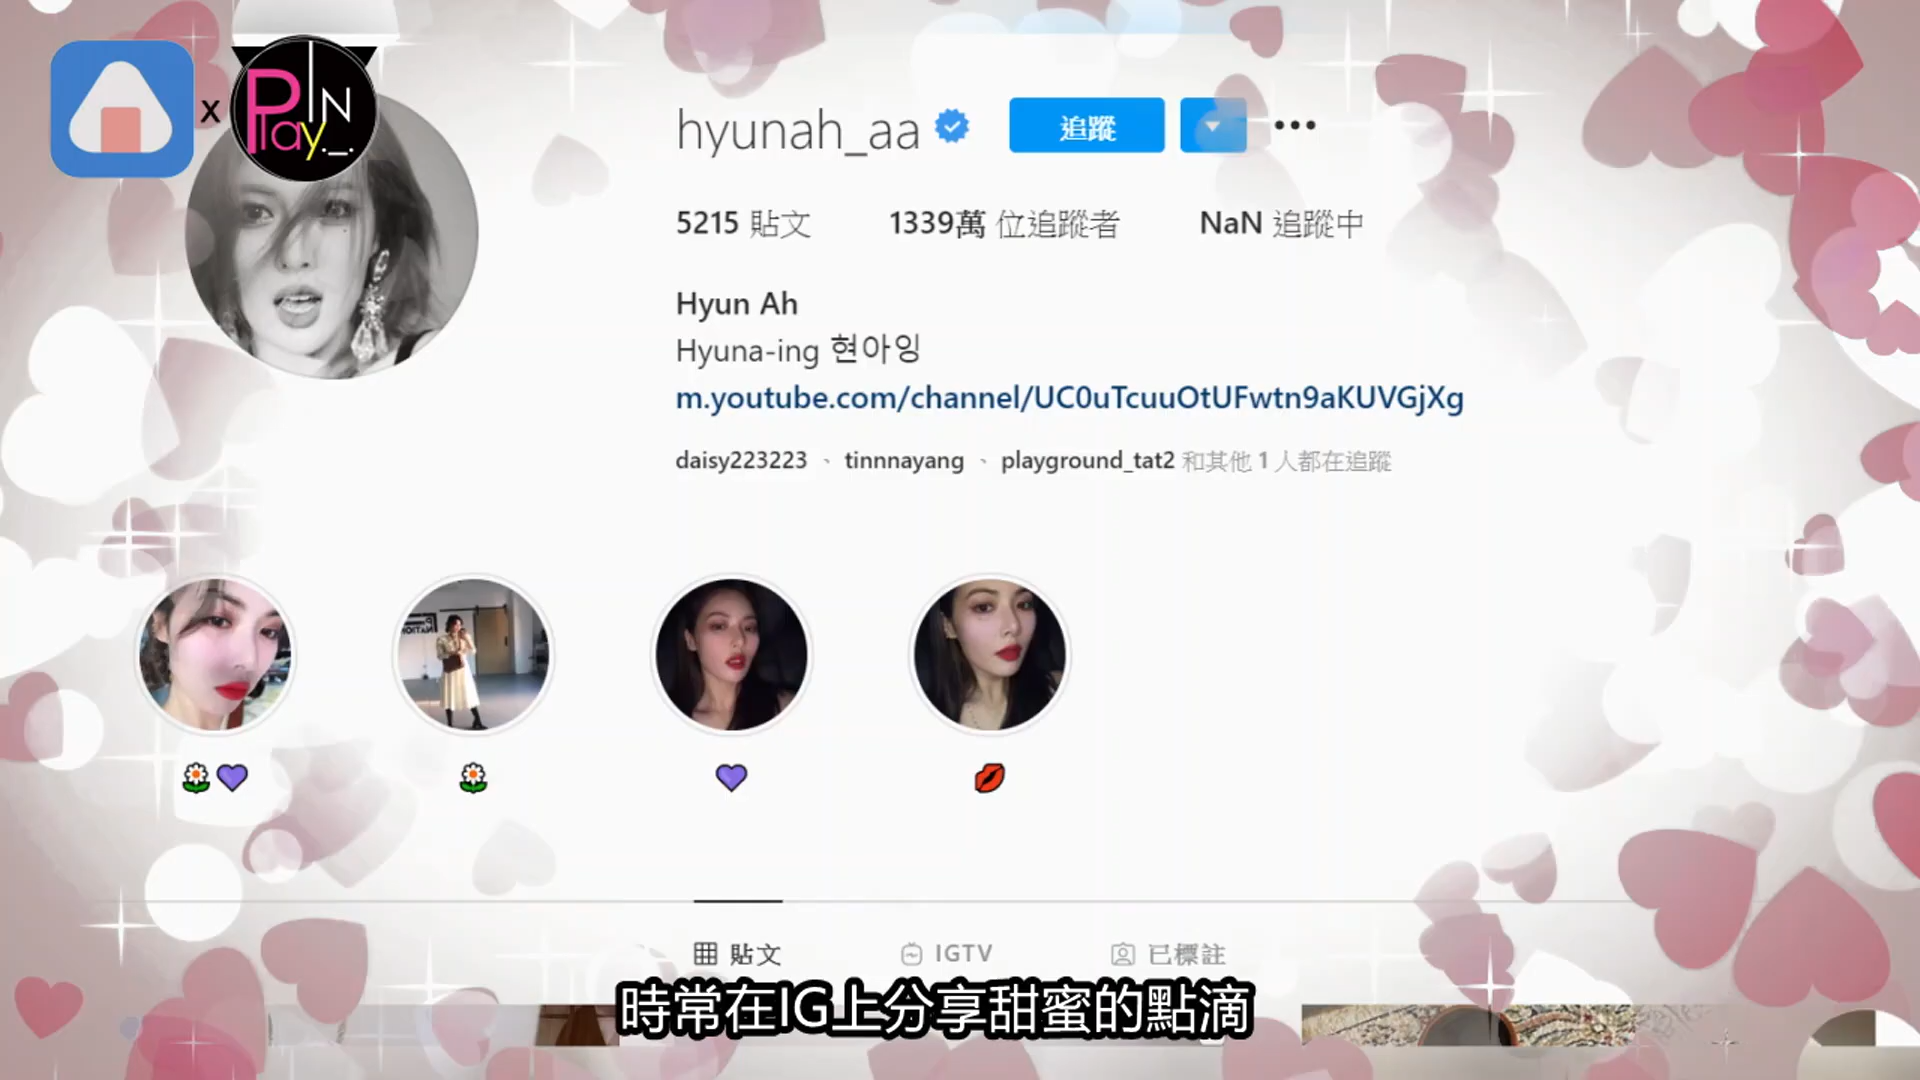 x
PlayIN._.
hyunah_aa 追蹤
5215 貼文 1339萬 位追蹤者 NaN 追蹤中
Hyun Ah
Hyuna-ing 현아잉
m.youtube.com/channel/UC0uTcuuOtUFwtn9aKUVGjXg
daisy223223、tinnnayang、playground_tat2 和其他 1 人都在追蹤
貼文 IGTV 已標註
時常在IG上分享甜蜜的點滴